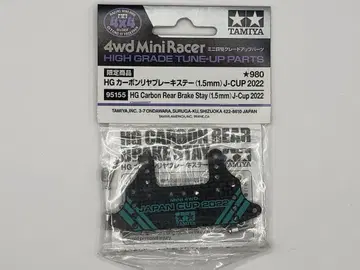 4x4
TAMIYA
4wd Mini Racer
ミニ四駆グレードアップパーツ
HIGH GRADE TUNE-UP PARTS
限定商品
★980
HG カーボンリヤブレーキステー(1.5mm) J-CUP 2022
95155 HG Carbon Rear Brake Stay (1.5mm) J-Cup 2022
TAMIYA, INC. 3-7 ONDAWARA, SURUGA-KU, SHIZUOKA 422-8610 JAPAN
HG CARBON REAR
BRAKE STAY
MINI 4WD
JAPAN CUP 2022
TAMIYA